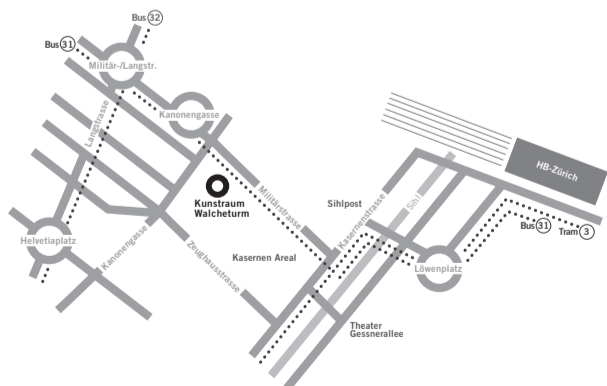 Bus 32
Bus 31
Militär-/Langstr.
Kanonengasse
Langstrasse
HB-Zürich
Kunstraum
Walcheturm
Militärstrasse
Sihlpost
Kasernenstrasse
Sihl
Bus 31
Tram 3
Helvetiaplatz
Kanonengasse
Zeughausstrasse
Kasernen Areal
Löwenplatz
Theater
Gessnerallee